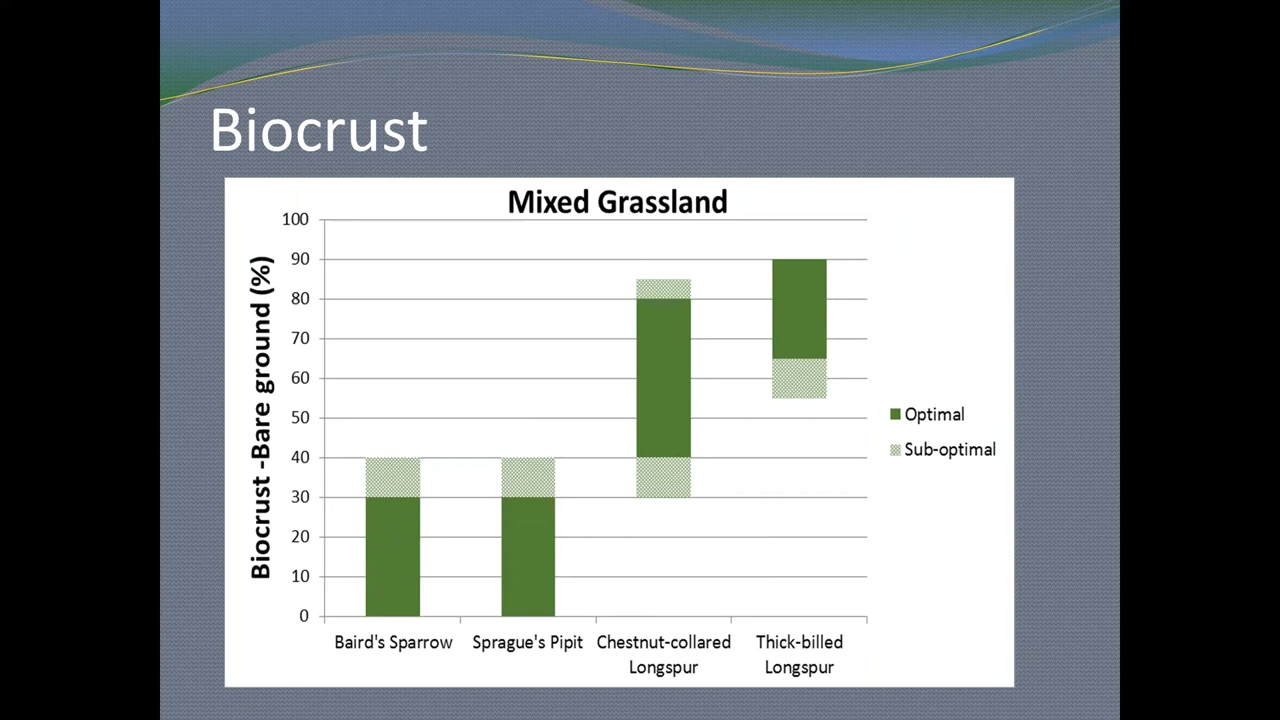 Biocrust
Mixed Grassland
Biocrust -Bare ground (%)
100
90
80
70
60
50
40
30
20
10
0
Baird's Sparrow
Sprague's Pipit
Chestnut-collared
Longspur
Thick-billed
Longspur
Optimal
Sub-optimal